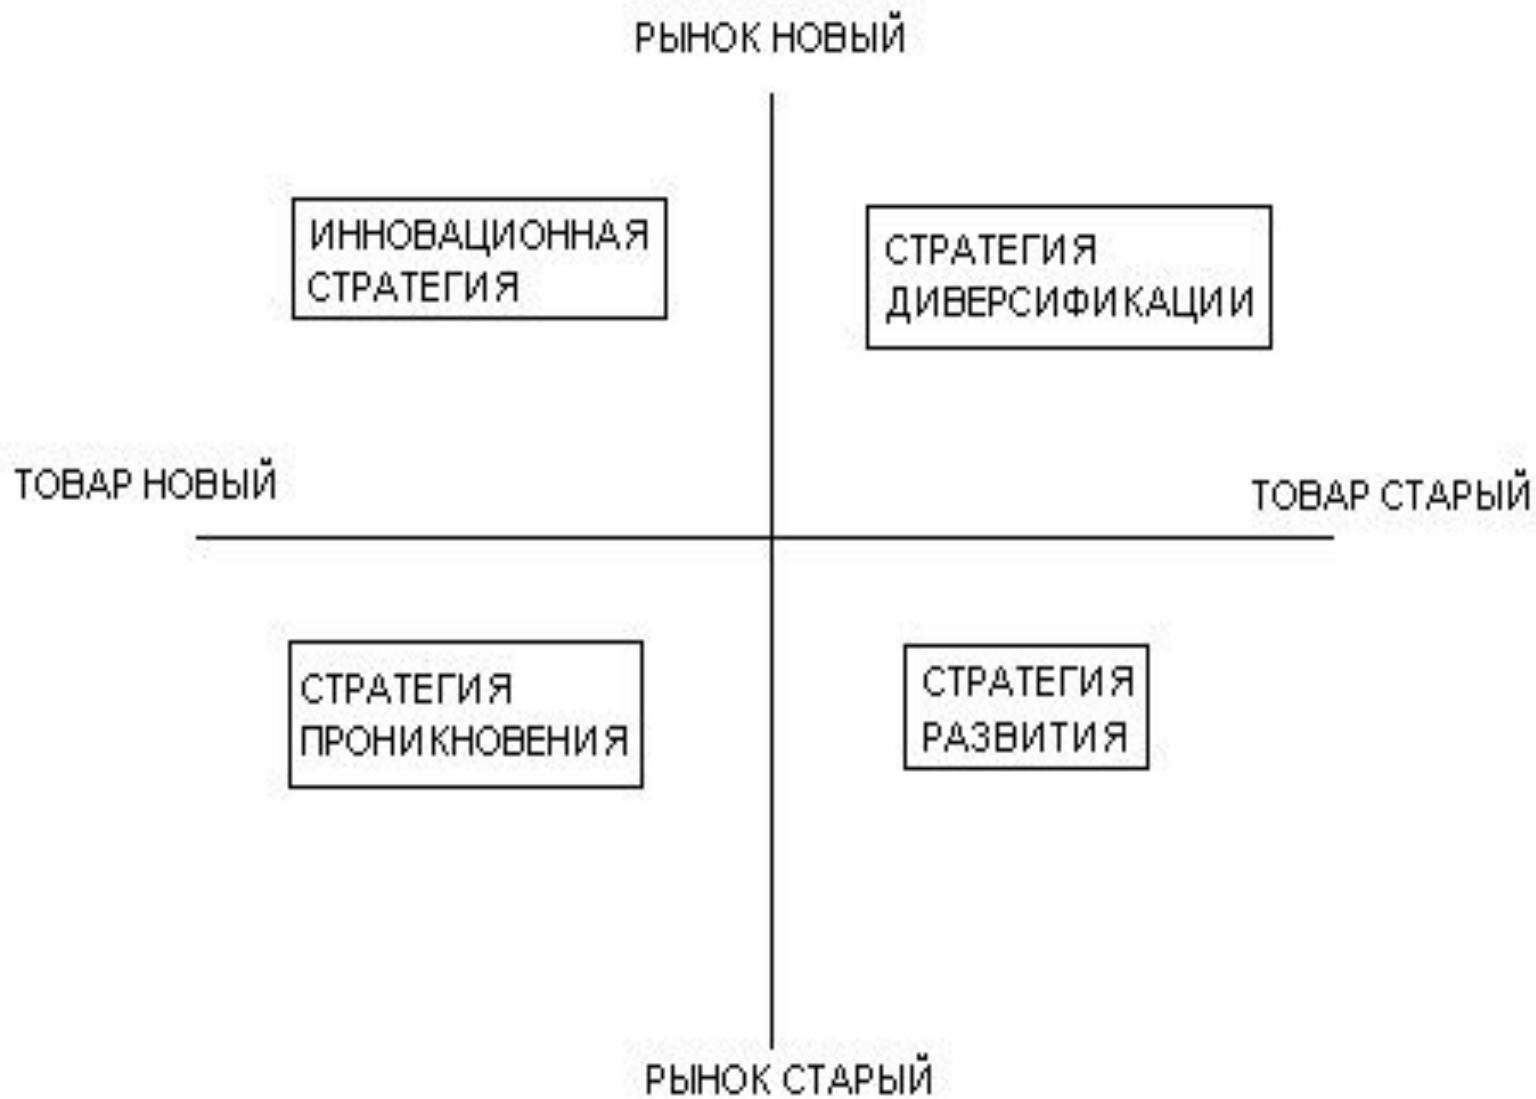 РЫНОК НОВЫЙ
ИННОВАЦИОННАЯ
СТРАТЕГИЯ
СТРАТЕГИЯ
ДИВЕРСИФИКАЦИИ
ТОВАР НОВЫЙ
ТОВАР СТАРЫЙ
СТРАТЕГИЯ
ПРОНИКНОВЕНИЯ
СТРАТЕГИЯ
РАЗВИТИЯ
РЫНОК СТАРЫЙ